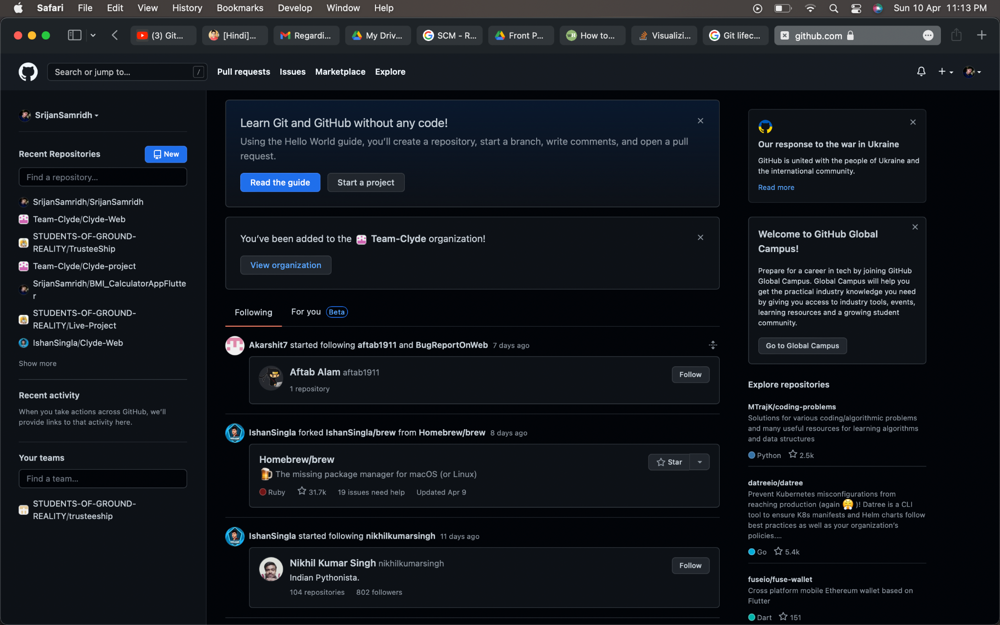 Safari File Edit View History Bookmarks Develop Window Help Sun 10 Apr 11:13 PM
(3) Git... [Hindi]... Regardi... My Driv... SCM - R... Front P... How to... Visualizi... Git lifec... github.com
Search or jump to... / Pull requests Issues Marketplace Explore
SrijanSamridh
Recent Repositories New
Find a repository...
SrijanSamridh/SrijanSamridh
Team-Clyde/Clyde-Web
STUDENTS-OF-GROUND-
REALITY/TrusteeShip
Team-Clyde/Clyde-project
SrijanSamridh/BMI_CalculatorAppFlutte
r
STUDENTS-OF-GROUND-
REALITY/Live-Project
IshanSingla/Clyde-Web
Show more
Recent activity
When you take actions across GitHub, we'll
provide links to that activity here.
Your teams
Find a team...
STUDENTS-OF-GROUND-
REALITY/trusteeship
Learn Git and GitHub without any code!
Using the Hello World guide, you'll create a repository, start a branch, write comments, and open a pull
request.
Read the guide Start a project
You've been added to the Team-Clyde organization!
View organization
Following For you Beta
Akarshit7 started following aftab1911 and BugReportOnWeb 7 days ago
Aftab Alam aftab1911
1 repository
Follow
IshanSingla forked IshanSingla/brew from Homebrew/brew 8 days ago
Homebrew/brew
🍺 The missing package manager for macOS (or Linux)
Ruby 31.7k 19 issues need help Updated Apr 9
Star
IshanSingla started following nikhilkumarsingh 11 days ago
Nikhil Kumar Singh nikhilkumarsingh
Indian Pythonista.
104 repositories 802 followers
Follow
Our response to the war in Ukraine
GitHub is united with the people of Ukraine and
the international community.
Read more
Welcome to GitHub Global
Campus!
Prepare for a career in tech by joining GitHub
Global Campus. Global Campus will help you
get the practical industry knowledge you need
by giving you access to industry tools, events,
learning resources and a growing student
community.
Go to Global Campus
Explore repositories
MTrajK/coding-problems
Solutions for various coding/algorithmic problems
and many useful resources for learning algorithms
and data structures
Python 2.5k
datreeio/datree
Prevent Kubernetes misconfigurations from
reaching production (again 😤 )! Datree is a CLI
tool to ensure K8s manifests and Helm charts follow
best practices as well as your organization's
policies....
Go 5.4k
fuseio/fuse-wallet
Cross platform mobile Ethereum wallet based on
Flutter
Dart 151